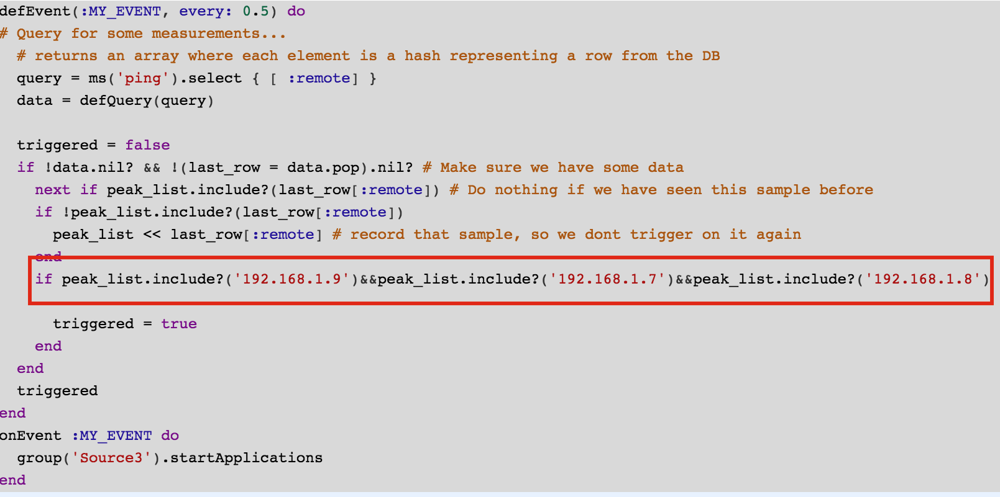 defEvent(:MY_EVENT, every: 0.5) do
# Query for some measurements...
  # returns an array where each element is a hash representing a row from the DB
  query = ms('ping').select { [ :remote] }
  data = defQuery(query)

  triggered = false
  if !data.nil? && !(last_row = data.pop).nil? # Make sure we have some data
    next if peak_list.include?(last_row[:remote]) # Do nothing if we have seen this sample before
    if !peak_list.include?(last_row[:remote])
      peak_list << last_row[:remote] # record that sample, so we dont trigger on it again
    end
    if peak_list.include?('192.168.1.9')&&peak_list.include?('192.168.1.7')&&peak_list.include?('192.168.1.8')

      triggered = true
    end
  end
  triggered
end
onEvent :MY_EVENT do
  group('Source3').startApplications
end